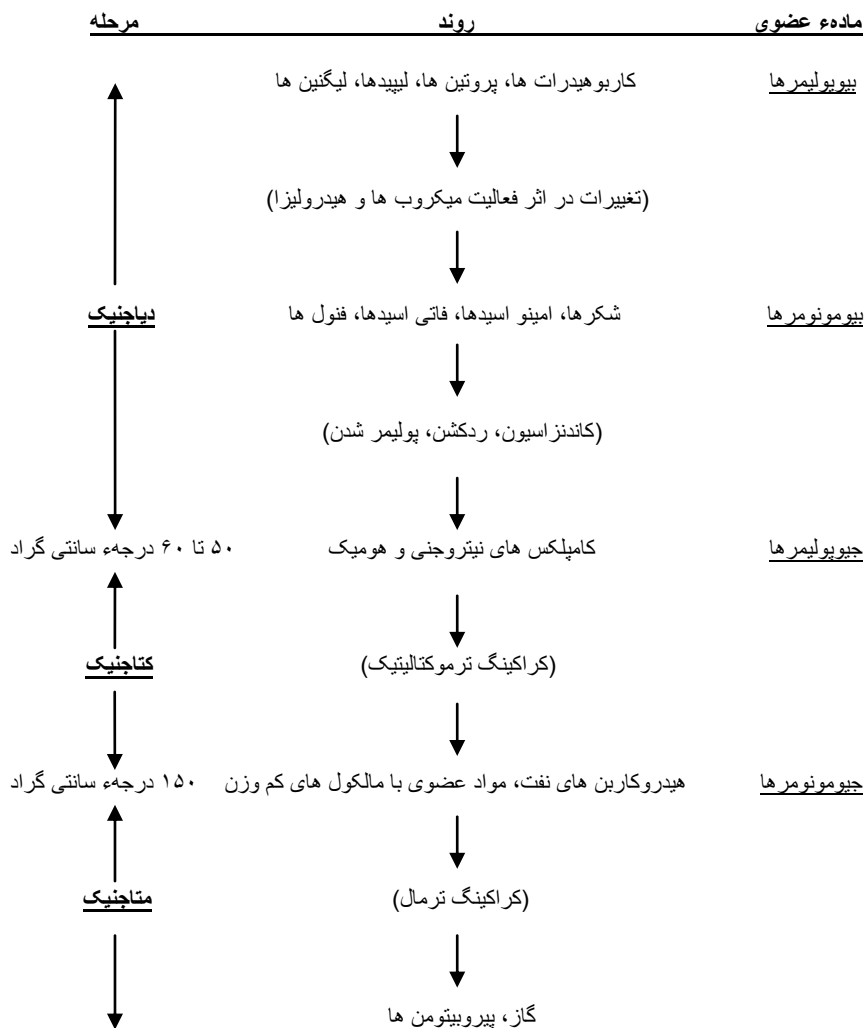 مادهء عضوی روند مرحله
بیوپولیمرها کاربوهیدرات ها، پروتین ها، لیپیدها، لیگنین ها
(تغییرات در اثر فعالیت میکروب ها و هیدرولیزا)
بیومونومرها شکرها، امینو اسیدها، فاتی اسیدها، فنول ها دیاجنیک
(کاندنزاسیون، ردکشن، پولیمر شدن)
جیوپولیمرها کامپلکس های نیتروجنی و هومیک ۵۰ تا ۶۰ درجهء سانتی گراد
(کراکینگ ترموکتالیتیک) کتاجنیک
جیومونومرها هیدروکاربن های نفت، مواد عضوی با مالکول های کم وزن ۱۵۰ درجهء سانتی گراد
(کراکینگ ترمال) متاجنیک
گاز، پیروبیتومن ها